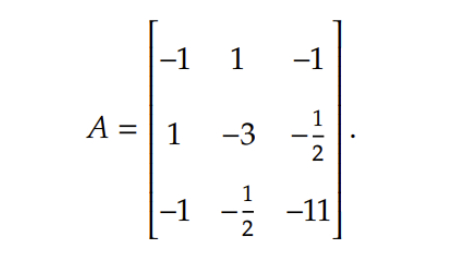 –1 1 –1
A = 1 –3 –1/2 .
–1 –1/2 –11